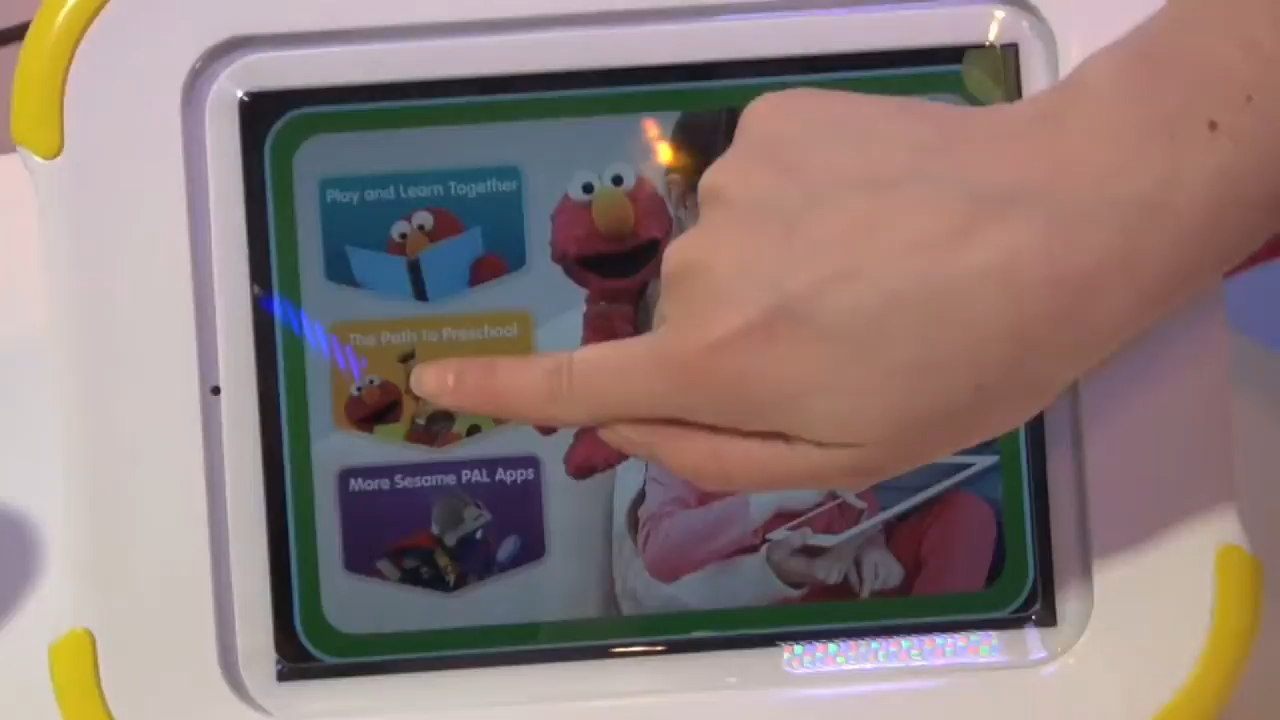 Play and Learn Together
The Path to Preschool
More Sesame PAL Apps